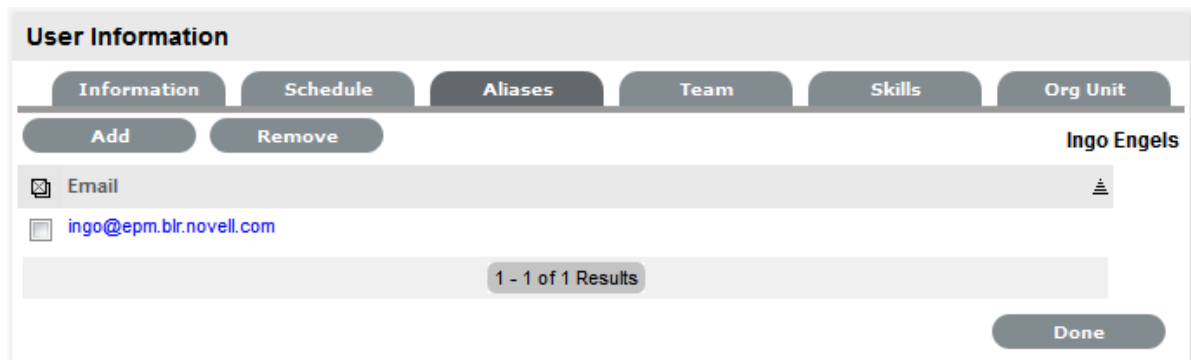 User Information
Information Schedule Aliases Team Skills Org Unit
Add Remove
Ingo Engels
Email
ingo@epm.blr.novell.com
1 - 1 of 1 Results
Done